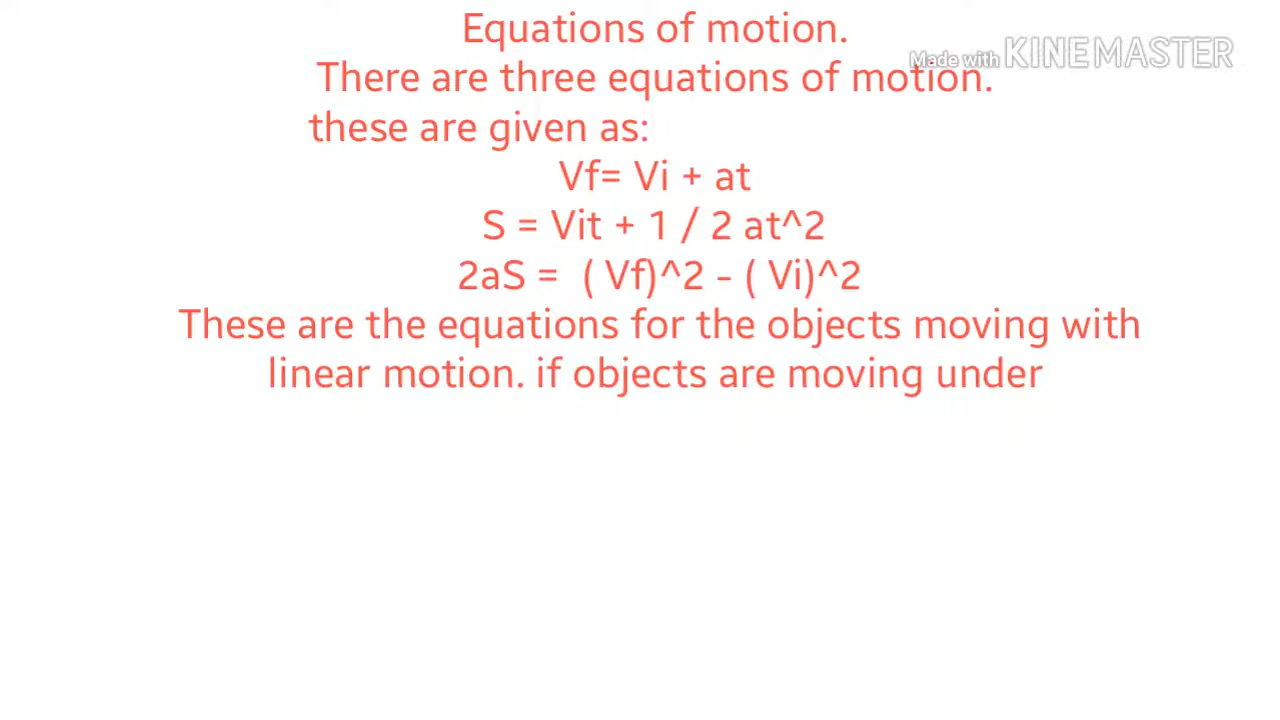 Equations of motion.
Made with KINEMASTER
There are three equations of motion.
these are given as:
Vf= Vi + at
S = Vit + 1 / 2 at^2
2aS = ( Vf)^2 - ( Vi)^2
These are the equations for the objects moving with
linear motion. if objects are moving under